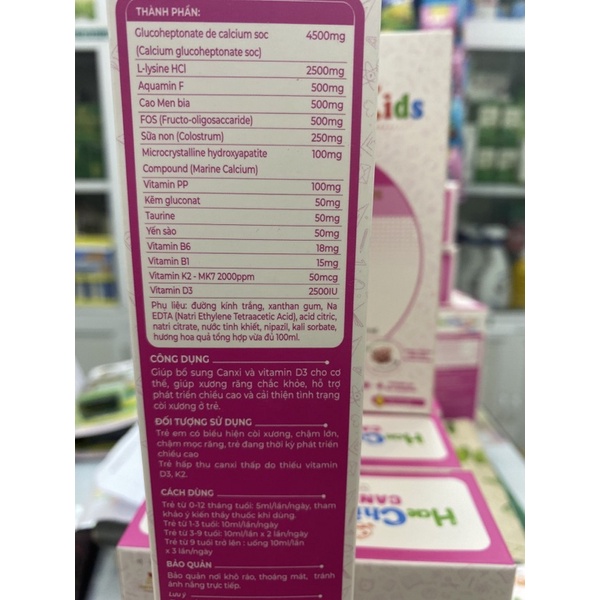 THÀNH PHẦN:
Glucoheptonate de calcium soc 4500mg
(Calcium glucoheptonate soc)
L-lysine HCl 2500mg
Aquamin F 500mg
Cao Men bia 500mg
FOS (Fructo-oligosaccaride) 500mg
Sữa non (Colostrum) 250mg
Microcrystalline hydroxyapatite 100mg
Compound (Marine Calcium)
Vitamin PP 100mg
Kẽm gluconat 50mg
Taurine 50mg
Yến sào 50mg
Vitamin B6 18mg
Vitamin B1 15mg
Vitamin K2 - MK7 2000ppm 50mcg
Vitamin D3 2500IU
Phụ liệu: đường kính trắng, xanthan gum, Na
EDTA (Natri Ethylene Tetraacetic Acid), acid citric,
natri citrate, nước tinh khiết, nipazil, kali sorbate,
hương hoa quả tổng hợp vừa đủ 100ml.
CÔNG DỤNG
Giúp bổ sung Canxi và vitamin D3 cho cơ
thể, giúp xương răng chắc khỏe, hỗ trợ
phát triển chiều cao và cải thiện tình trạng
còi xương ở trẻ.
ĐỐI TƯỢNG SỬ DỤNG
Trẻ em có biểu hiện còi xương, chậm lớn,
chậm mọc răng, trẻ đang thời kỳ phát triển
chiều cao
Trẻ hấp thu canxi thấp do thiếu vitamin
D3, K2.
CÁCH DÙNG
Trẻ từ 0-12 tháng tuổi: 5ml/lần/ngày, tham
khảo ý kiến thầy thuốc khi dùng.
Trẻ từ 1-3 tuổi: 10ml/lần/ngày
Trẻ từ 3-9 tuổi: 10ml/lần x 2 lần/ngày
Trẻ từ 9 tuổi trở lên : uống 10ml/lần
x 3 lần/ngày
BẢO QUẢN
Bảo quản nơi khô ráo, thoáng mát, tránh
ánh nắng trực tiếp.
Lưu ý
Kids
HaeChi
CAN